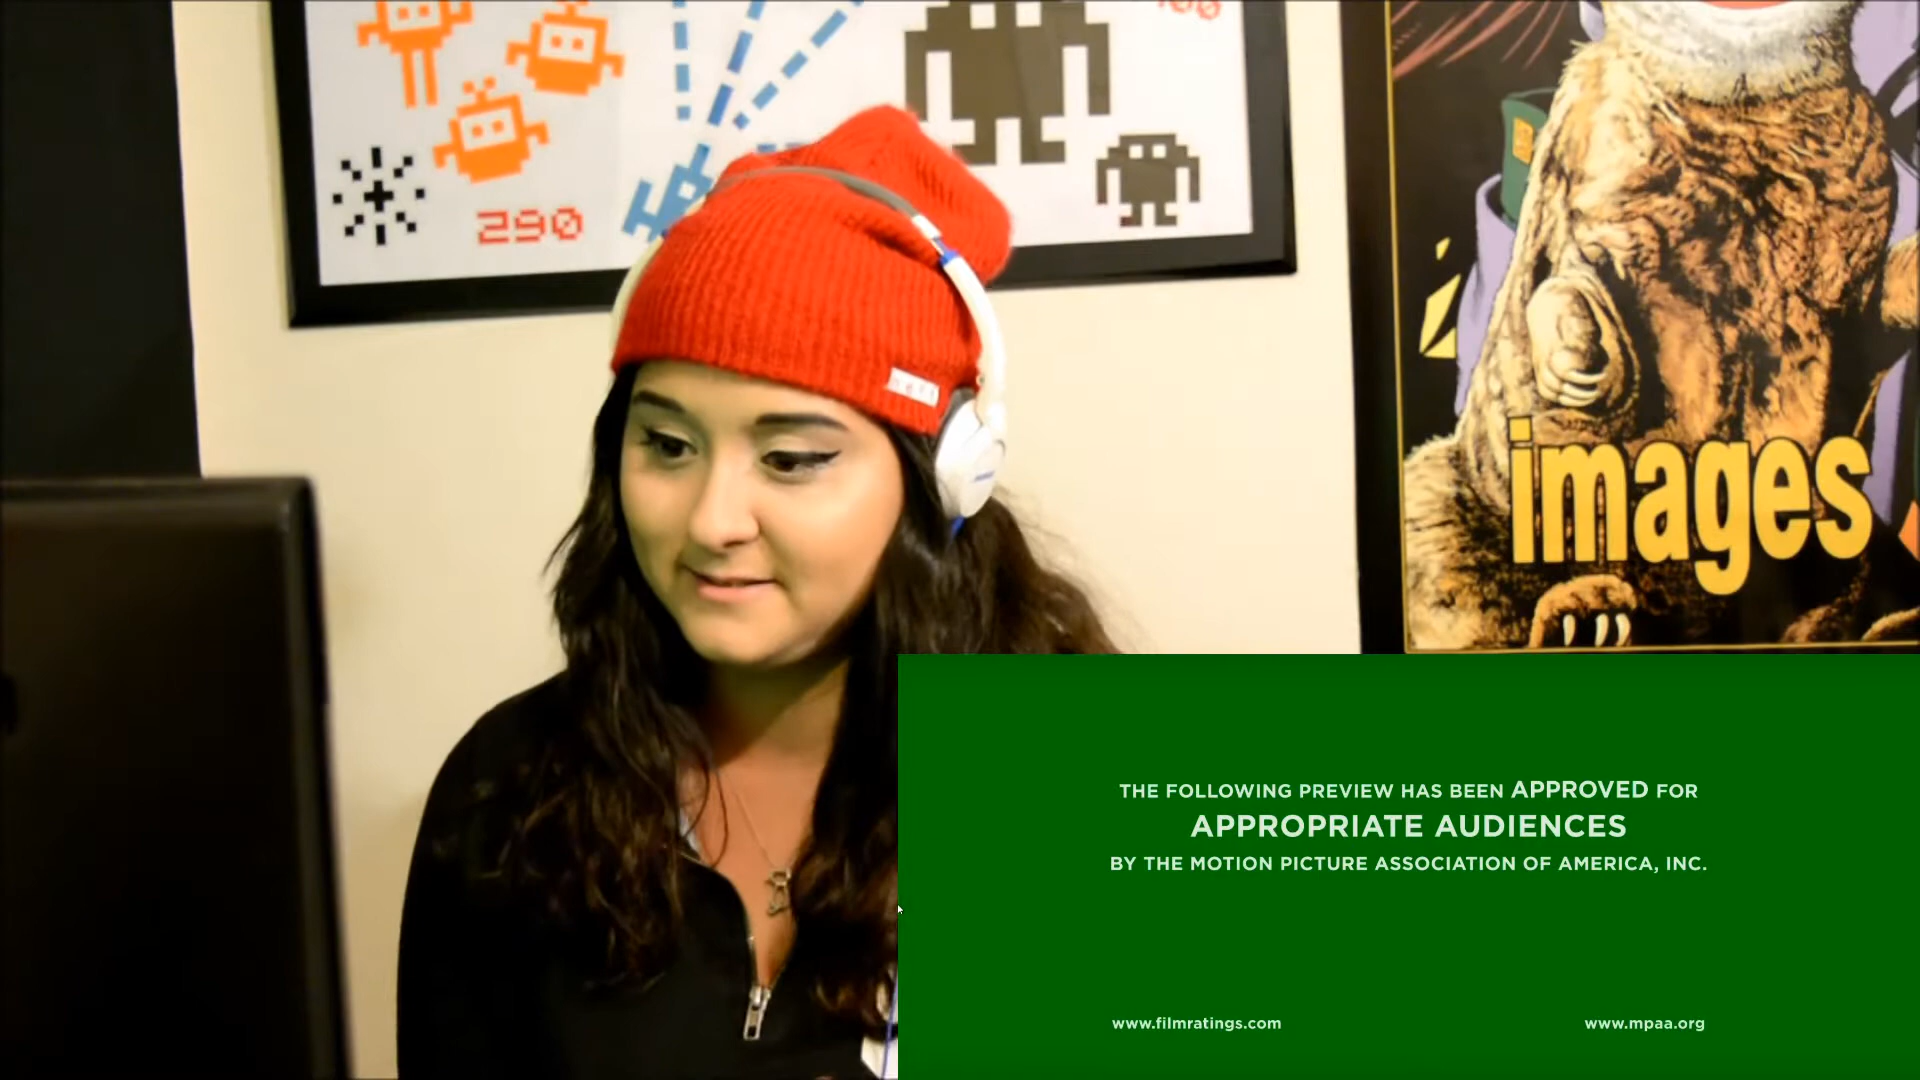 290
images
THE FOLLOWING PREVIEW HAS BEEN APPROVED FOR
APPROPRIATE AUDIENCES
BY THE MOTION PICTURE ASSOCIATION OF AMERICA, INC.
www.filmratings.com
www.mpaa.org